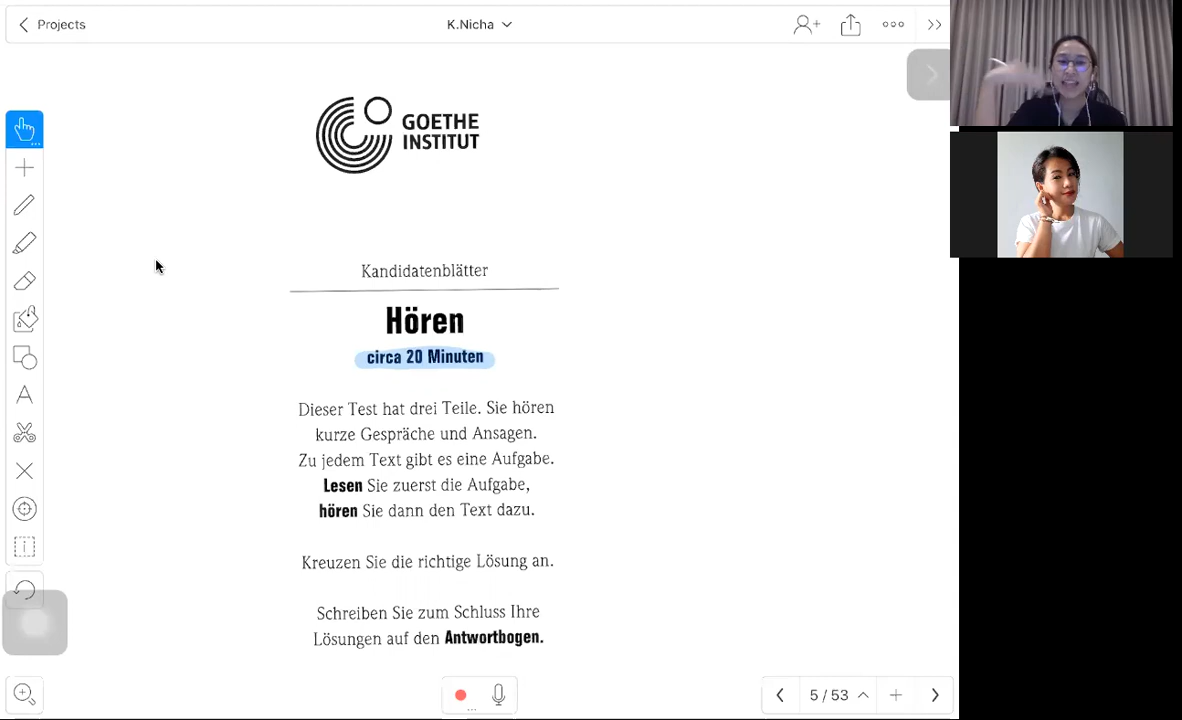 Projects
K.Nicha
GOETHE
INSTITUT
Kandidatenblätter
Hören
circa 20 Minuten
Dieser Test hat drei Teile. Sie hören
kurze Gespräche und Ansagen.
Zu jedem Text gibt es eine Aufgabe.
Lesen Sie zuerst die Aufgabe,
hören Sie dann den Text dazu.
Kreuzen Sie die richtige Lösung an.
Schreiben Sie zum Schluss Ihre
Lösungen auf den Antwortbogen.
5 / 53